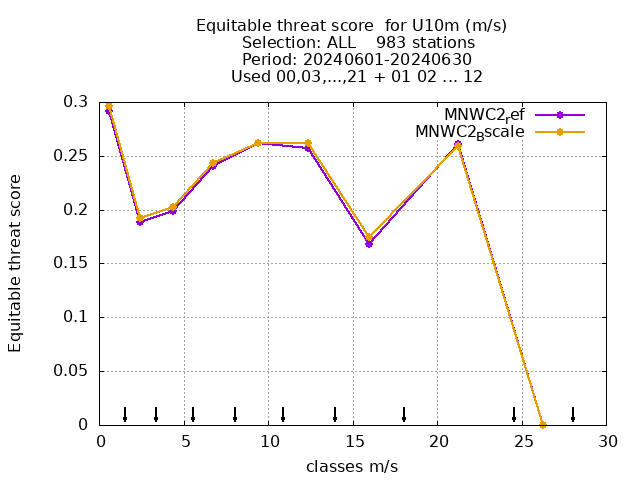 Equitable threat score  for U10m (m/s)
Selection: ALL    983 stations
Period: 20240601-20240630
Used 00,03,...,21 + 01 02 ... 12
MNWC2ref
MNWC2Bscale
0.3
0.25
0.2
0.15
0.1
0.05
0
Equitable threat score
0 5 10 15 20 25 30
classes m/s